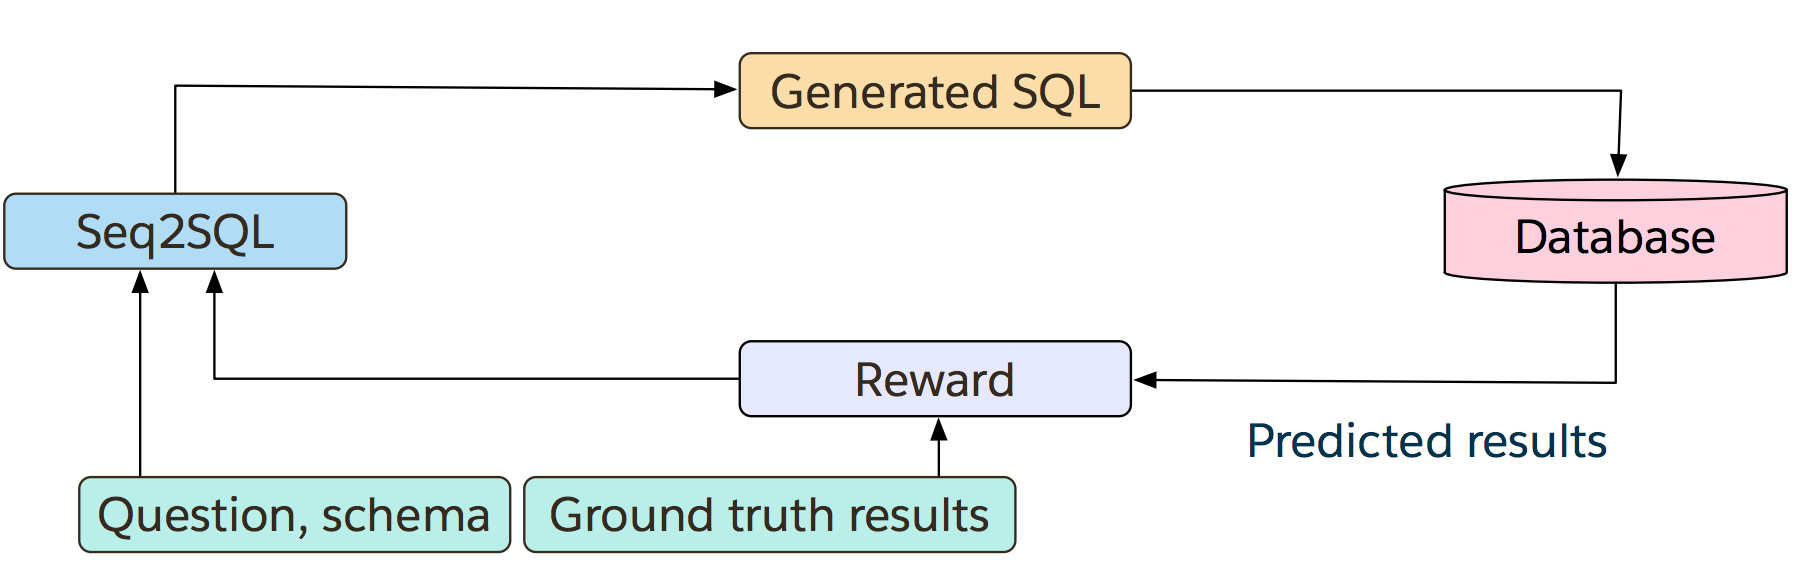 Generated SQL
Seq2SQL
Database
Reward
Predicted results
Question, schema
Ground truth results